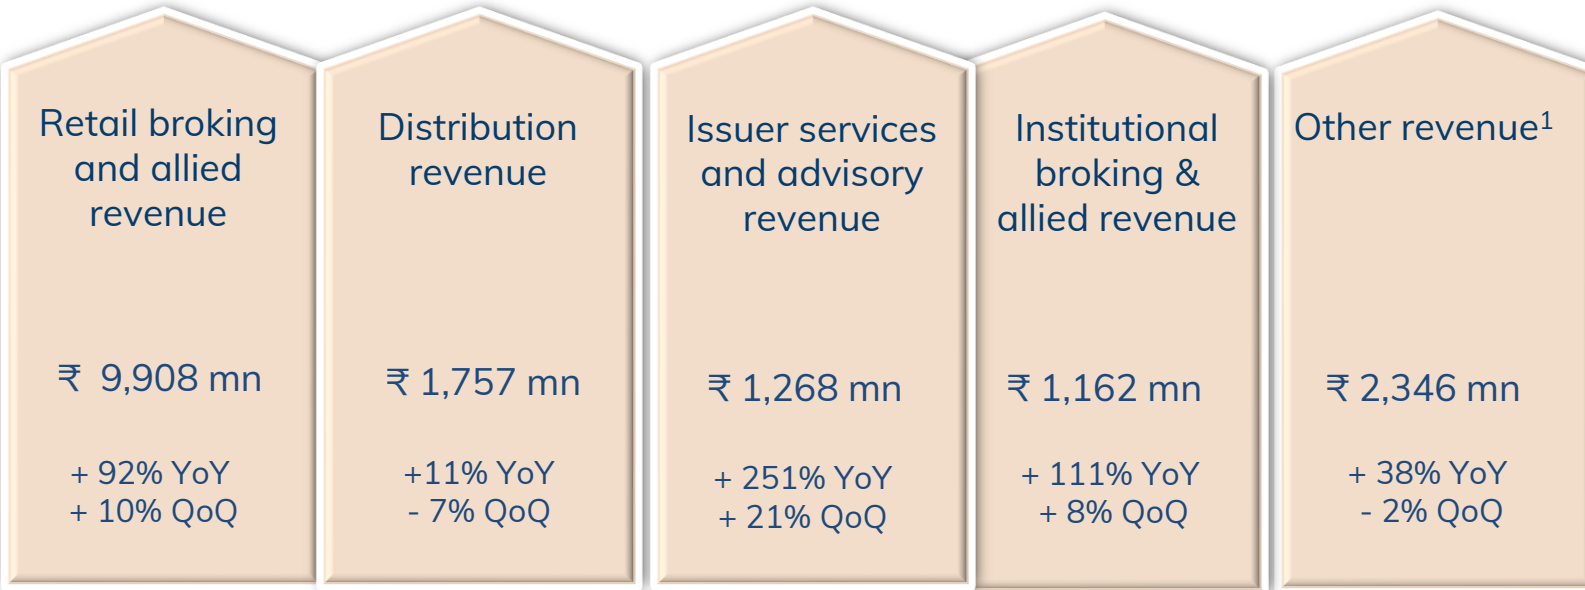 Retail broking
and allied
revenue
₹ 9,908 mn
+ 92% YoY
+ 10% QoQ
Distribution
revenue
₹ 1,757 mn
+11% YoY
- 7% QoQ
Issuer services
and advisory
revenue
₹ 1,268 mn
+ 251% YoY
+ 21% QoQ
Institutional
broking &
allied revenue
₹ 1,162 mn
+ 111% YoY
+ 8% QoQ
Other revenue¹
₹ 2,346 mn
+ 38% YoY
- 2% QoQ